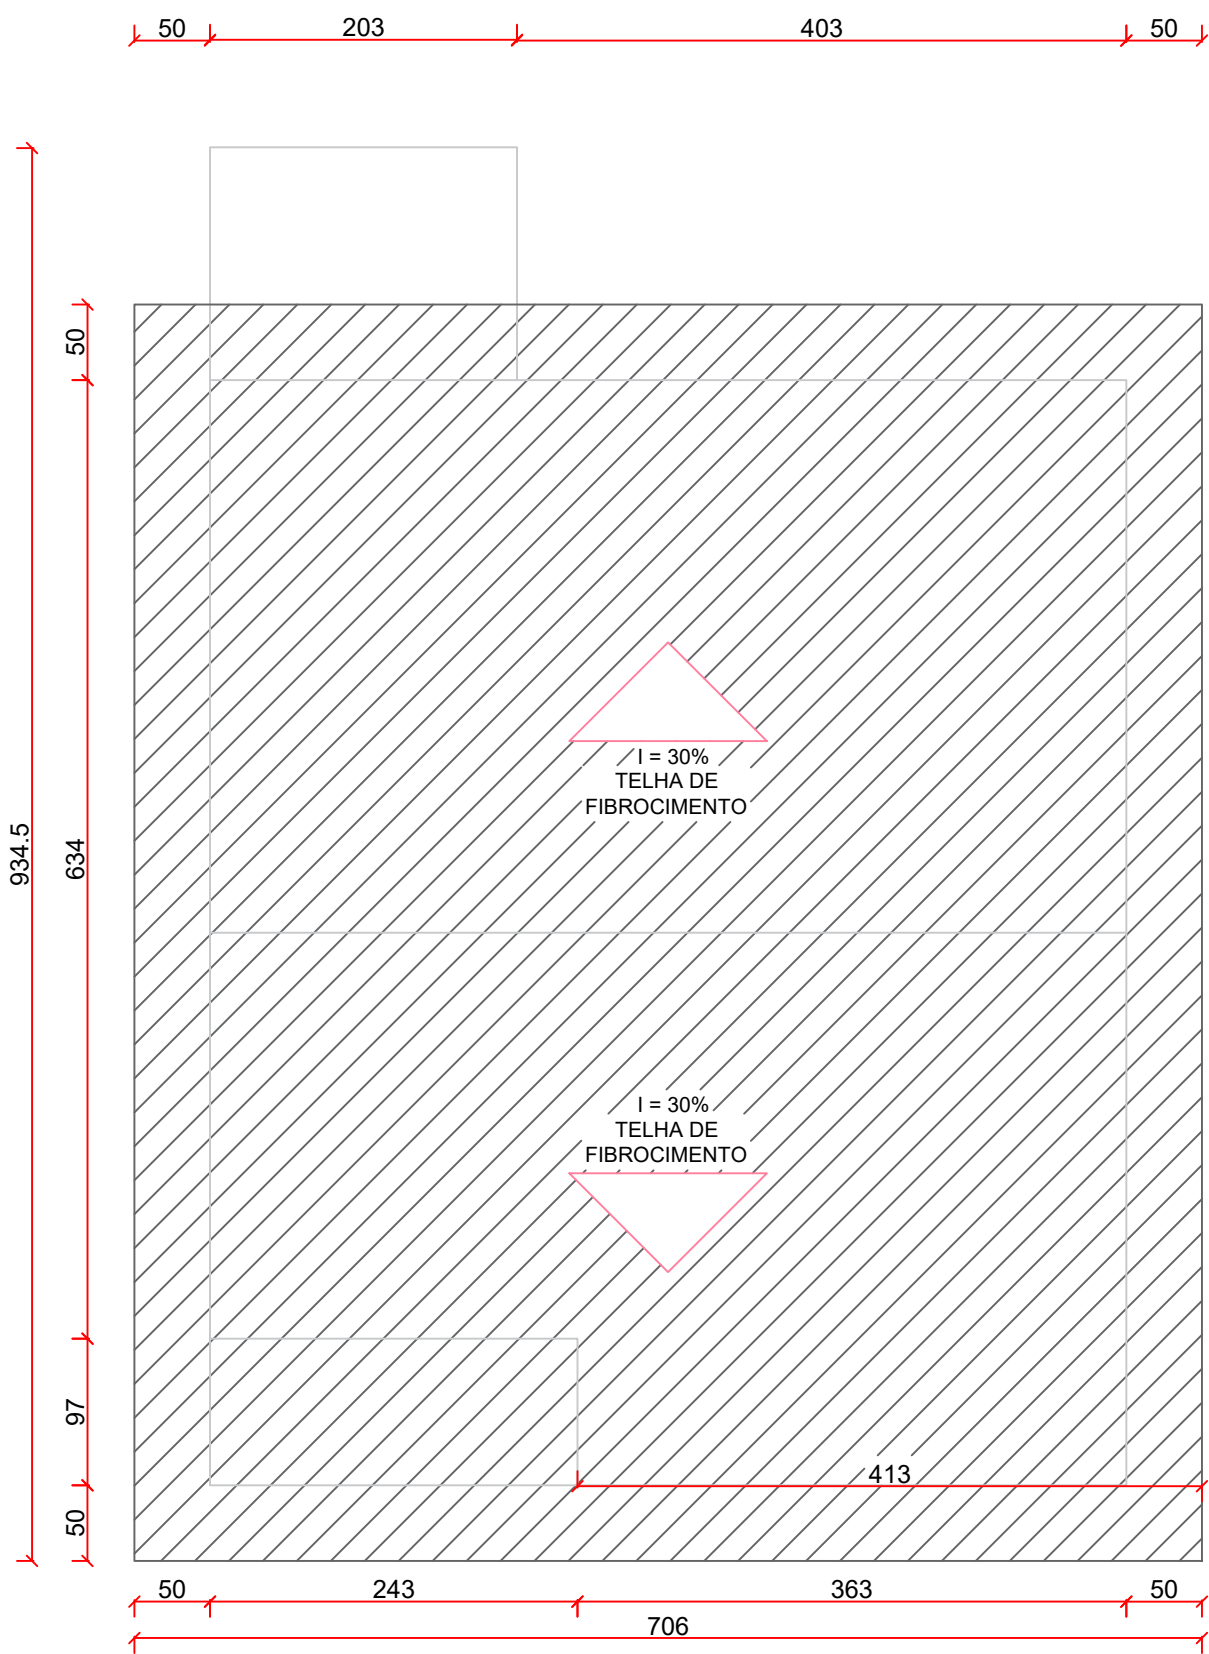 50
203
403
50
50
934.5
634
I = 30%
TELHA DE
FIBROCIMENTO
I = 30%
TELHA DE
FIBROCIMENTO
97
413
50
50
243
363
50
706